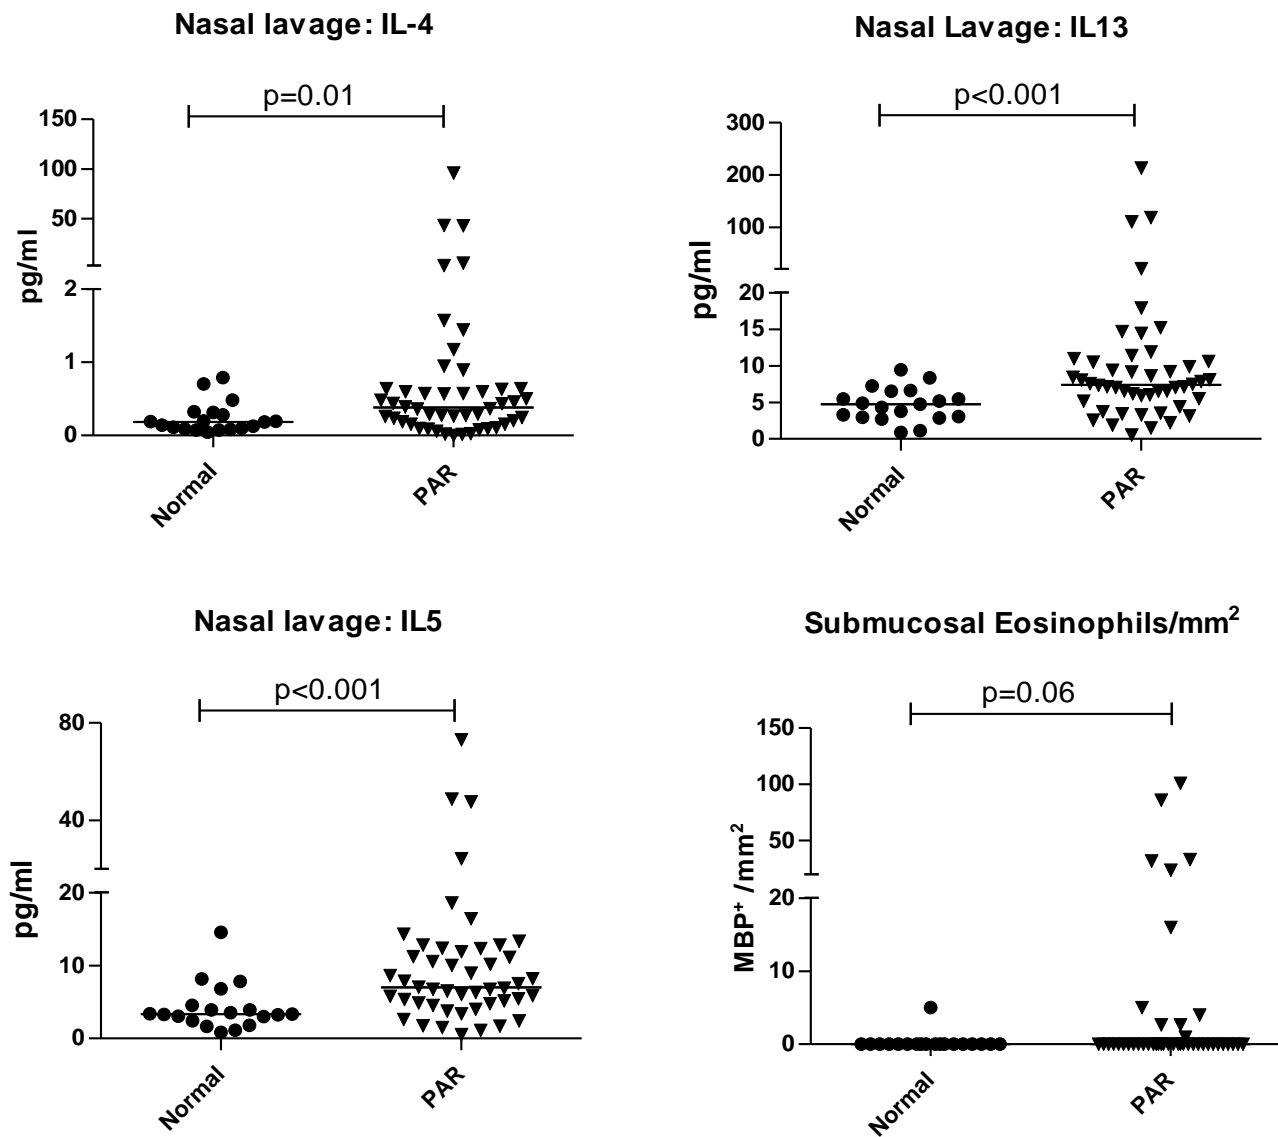 Nasal lavage: IL-4
p=0.01
150
100
50
2
1
0
pg/ml
Normal
PAR
Nasal Lavage: IL13
p<0.001
300
200
100
20
15
10
5
0
pg/ml
Normal
PAR
Nasal lavage: IL5
p<0.001
80
40
20
10
0
pg/ml
Normal
PAR
Submucosal Eosinophils/mm²
p=0.06
150
100
50
20
10
0
MBP⁺ /mm²
Normal
PAR